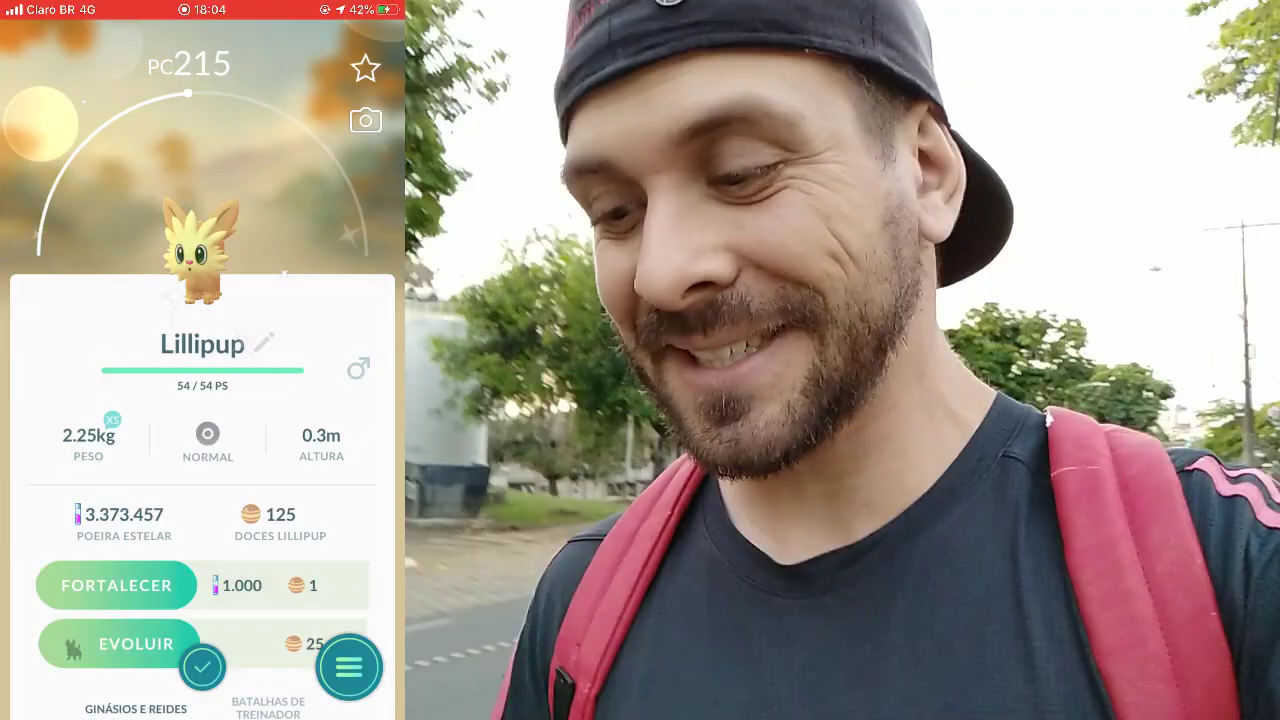 Claro BR 4G
18:04
42%
PC215
Lillipup
54 / 54 PS
XS
2.25kg
PESO
NORMAL
0.3m
ALTURA
3.373.457
POEIRA ESTELAR
125
DOCES LILLIPUP
FORTALECER
1.000
1
EVOLUIR
25
GINÁSIOS E REIDES
BATALHAS DE
TREINADOR